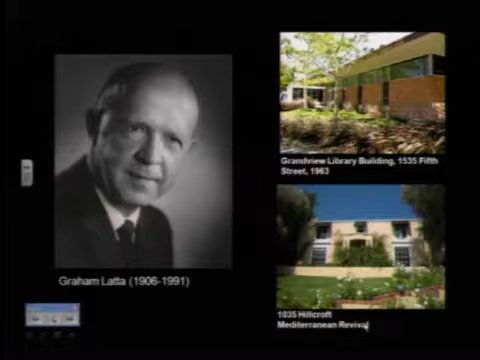 Grandview Library Building, 1535 Fifth
Street, 1963
Graham Latta (1906-1991)
1035 Hillcroft
Mediterranean Revival